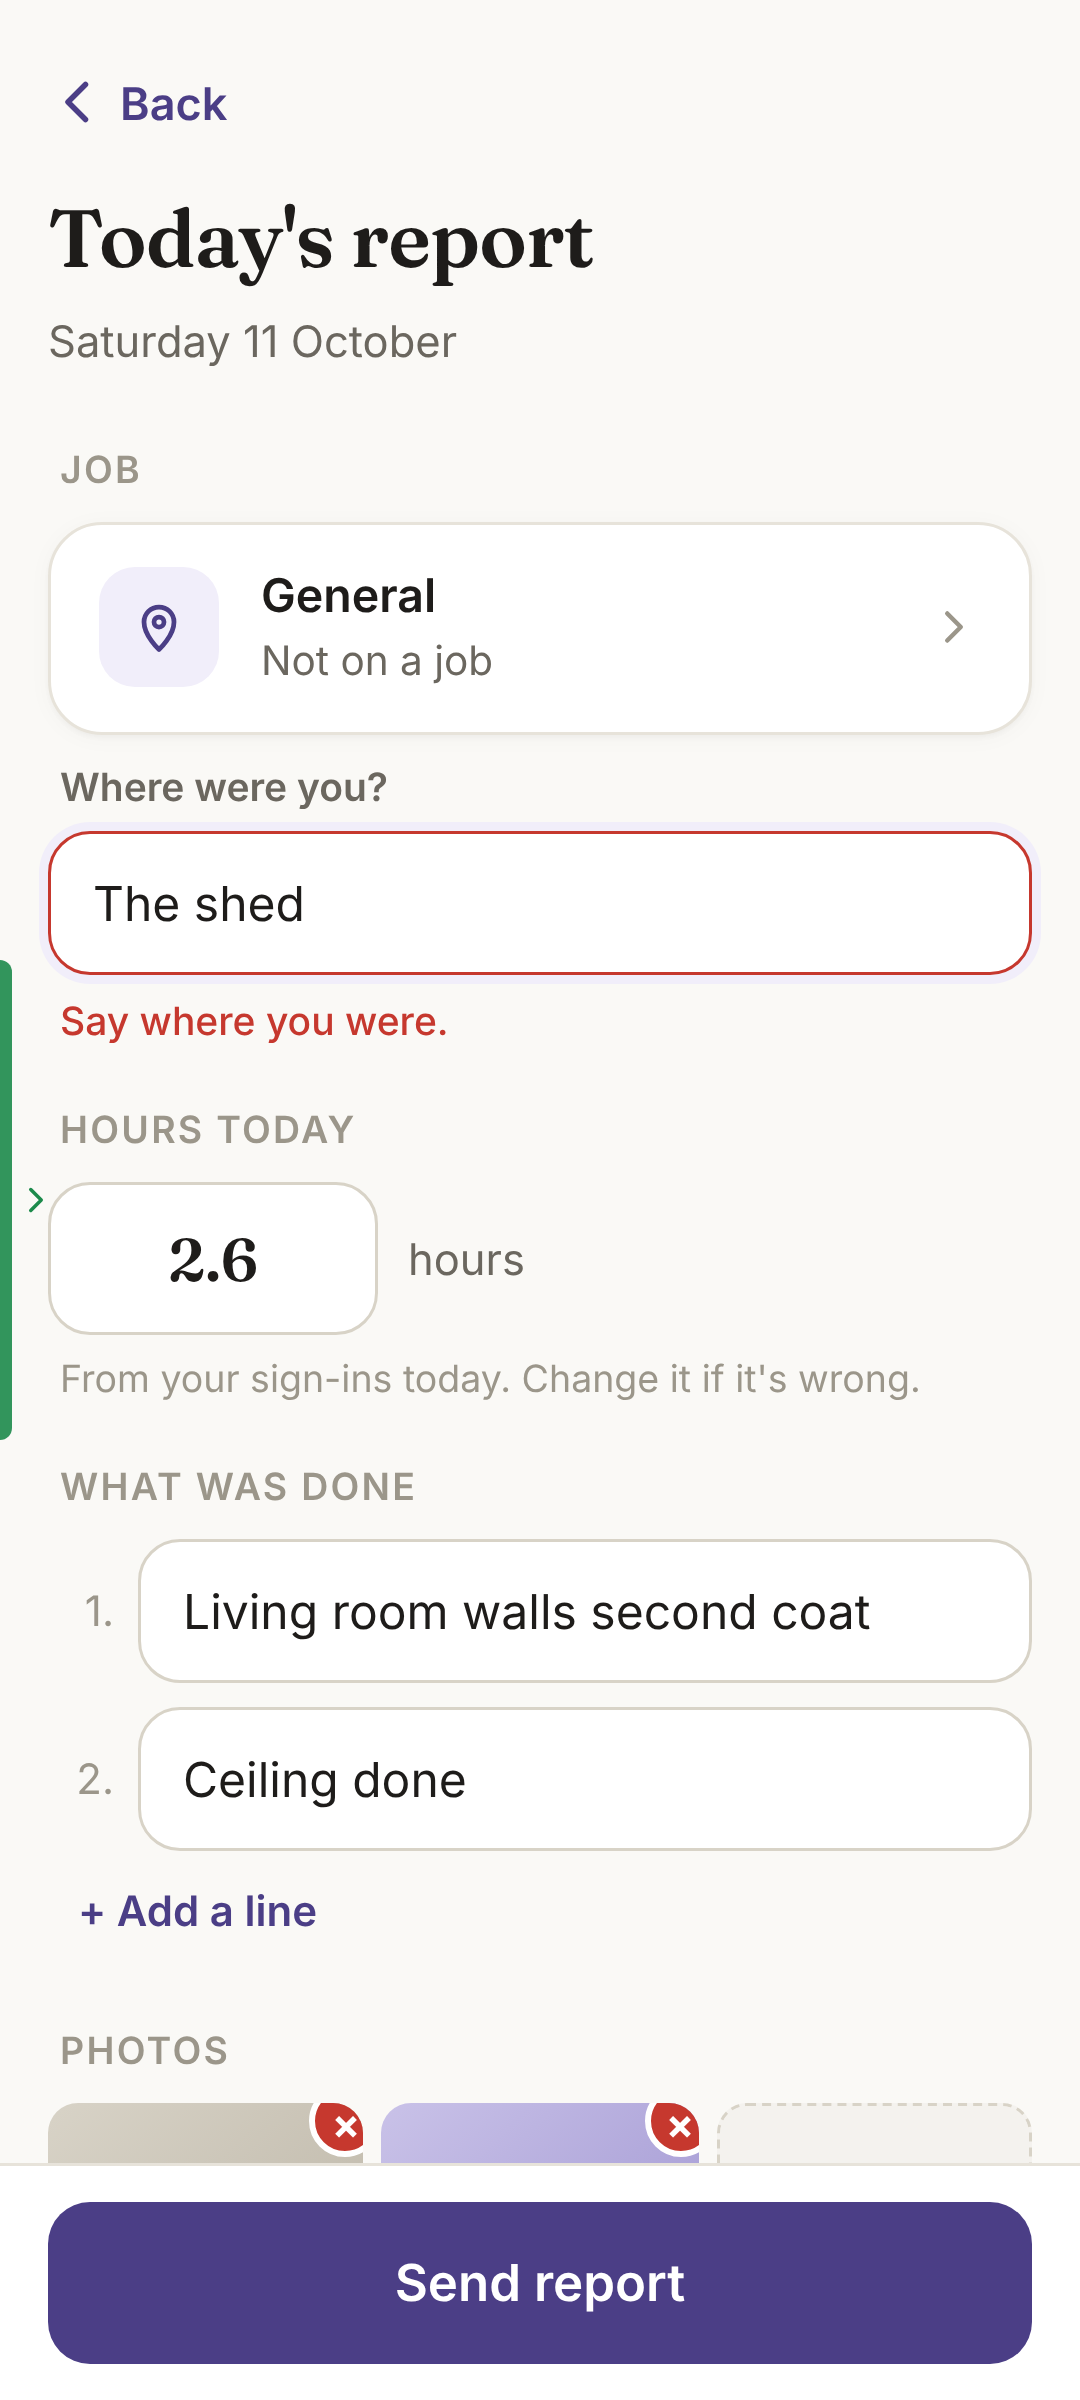 Back
Today's report
Saturday 11 October
JOB
General
Not on a job
Where were you?
The shed
Say where you were.
HOURS TODAY
2.6 hours
From your sign-ins today. Change it if it's wrong.
WHAT WAS DONE
1. Living room walls second coat
2. Ceiling done
+ Add a line
PHOTOS
Send report